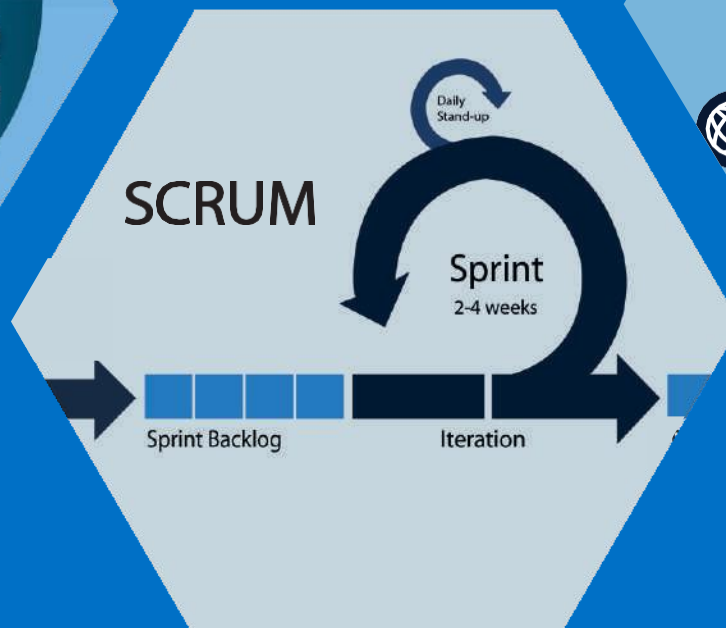 Daily
Stand-up
SCRUM
Sprint
2-4 weeks
Sprint Backlog
Iteration